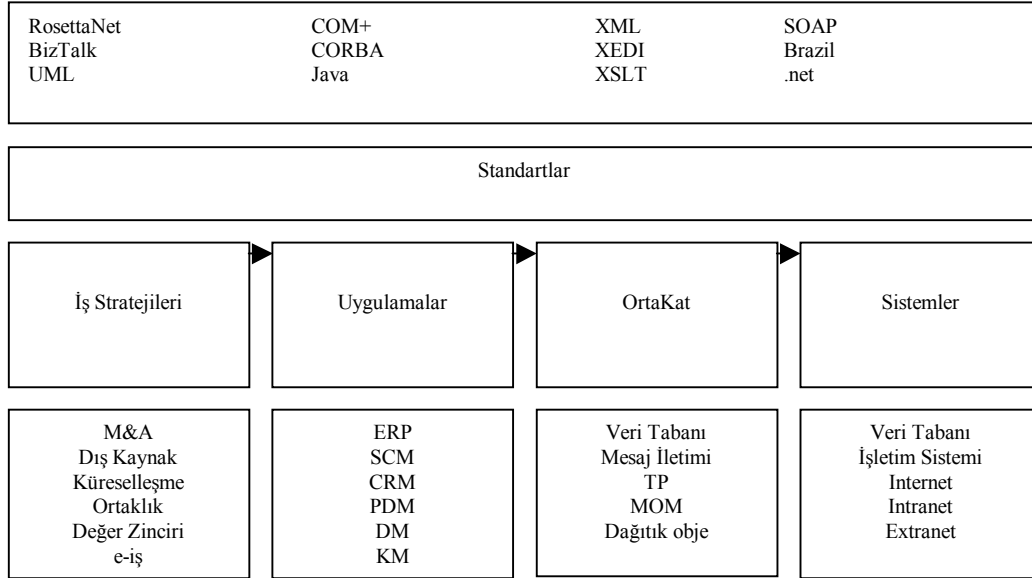 RosettaNet COM+ XML SOAP
BizTalk CORBA XEDI Brazil
UML Java XSLT .net
Standartlar
İş Stratejileri Uygulamalar OrtaKat Sistemler
M&A ERP Veri Tabanı Veri Tabanı
Dış Kaynak SCM Mesaj İletimi İşletim Sistemi
Küreselleşme CRM TP Internet
Ortaklık PDM MOM Intranet
Değer Zinciri DM Dağıtık obje Extranet
e-iş KM